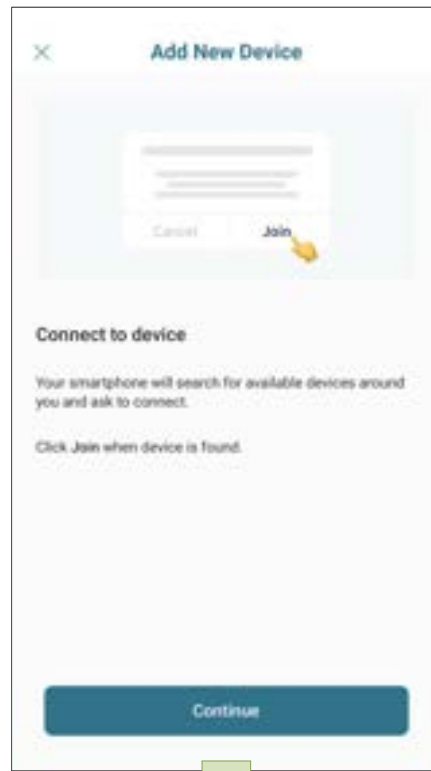 Add New Device
Cancel
Join
Connect to device
Your smartphone will search for available devices around
you and ask to connect.
Click Join when device is found.
Continue